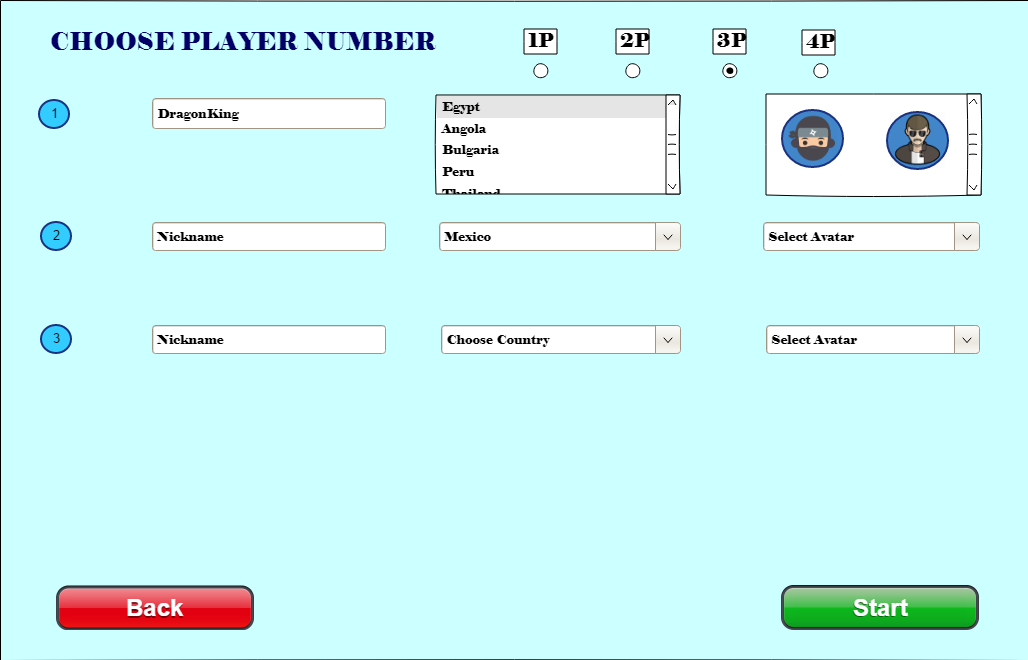 CHOOSE PLAYER NUMBER
1P
2P
3P
4P
1
DragonKing
Egypt
Angola
Bulgaria
Peru
Thailand
2
Nickname
Mexico
Select Avatar
3
Nickname
Choose Country
Select Avatar
Back
Start